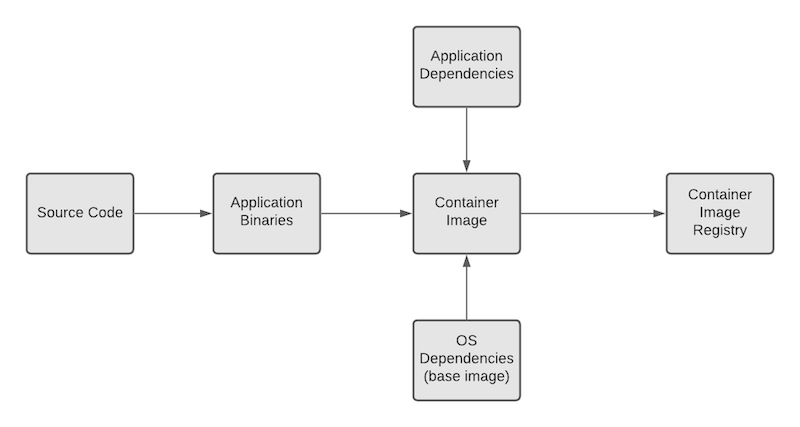 Application
Dependencies
Source Code
Application
Binaries
Container
Image
Container
Image
Registry
OS
Dependencies
(base image)